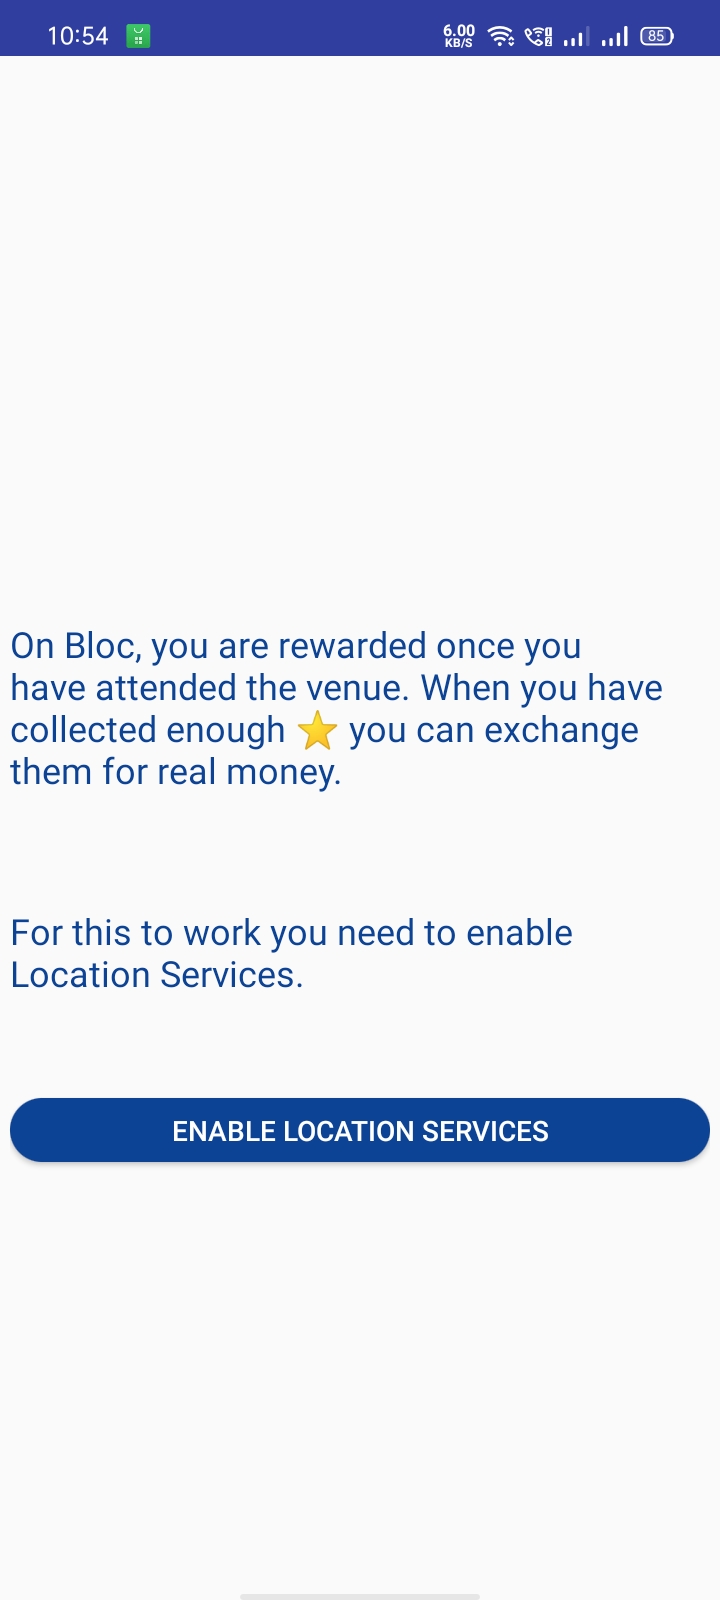 10:54
6.00
KB/S
85
On Bloc, you are rewarded once you
have attended the venue. When you have
collected enough ⭐ you can exchange
them for real money.
For this to work you need to enable
Location Services.
ENABLE LOCATION SERVICES